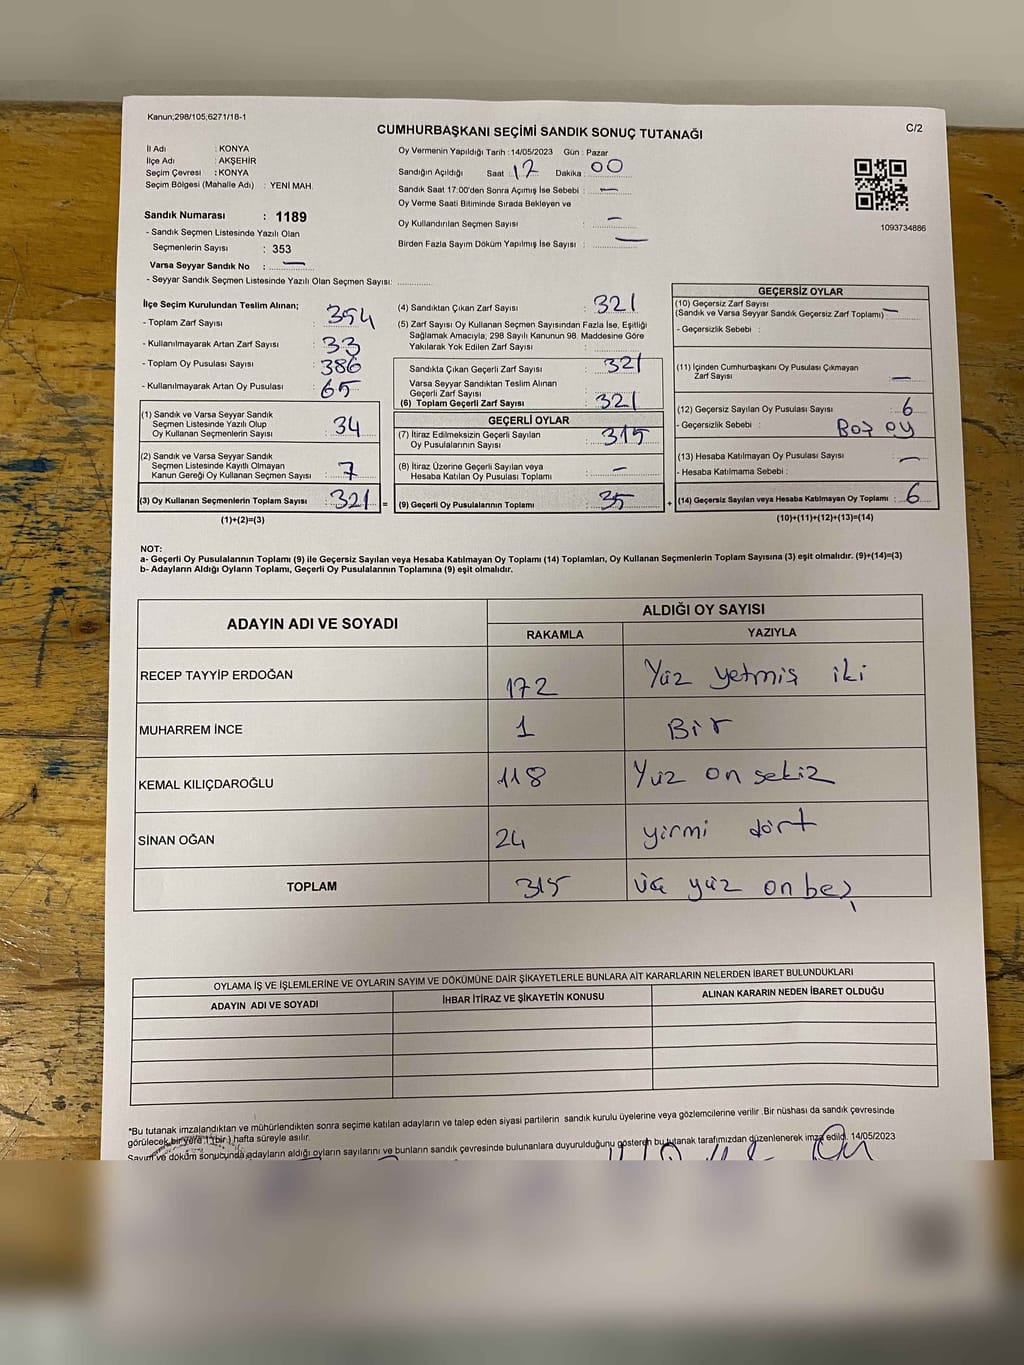 Kanun;298/105;6271/18-1
C/2
CUMHURBAŞKANI SEÇİMİ SANDIK SONUÇ TUTANAĞI
İl Adı : KONYA
İlçe Adı : AKŞEHİR
Seçim Çevresi : KONYA
Seçim Bölgesi (Mahalle Adı) : YENİ MAH.
Sandık Numarası : 1189
- Sandık Seçmen Listesinde Yazılı Olan
Seçmenlerin Sayısı : 353
Varsa Seyyar Sandık No : —
- Seyyar Sandık Seçmen Listesinde Yazılı Olan Seçmen Sayısı:
Oy Vermenin Yapıldığı Tarih : 14/05/2023 Gün : Pazar
Sandığın Açıldığı Saat : 17 Dakika : 00
Sandık Saat 17:00'den Sonra Açımış İse Sebebi : —
Oy Verme Saati Bitiminde Sırada Bekleyen ve
Oy Kullandırılan Seçmen Sayısı : —
Birden Fazla Sayım Döküm Yapılmış İse Sayısı : —
1093734886
İlçe Seçim Kurulundan Teslim Alınan;
- Toplam Zarf Sayısı : 354
- Kullanılmayarak Artan Zarf Sayısı : 33
- Toplam Oy Pusulası Sayısı : 386
- Kullanılmayarak Artan Oy Pusulası : 65
(1) Sandık ve Varsa Seyyar Sandık
Seçmen Listesinde Yazılı Olup
Oy Kullanan Seçmenlerin Sayısı : 34
(2) Sandık ve Varsa Seyyar Sandık
Seçmen Listesinde Kayıtlı Olmayan
Kanun Gereği Oy Kullanan Seçmen Sayısı : 7
(3) Oy Kullanan Seçmenlerin Toplam Sayısı : 321 =
(1)+(2)=(3)
(4) Sandıktan Çıkan Zarf Sayısı : 321
(5) Zarf Sayısı Oy Kullanan Seçmen Sayısından Fazla İse, Eşitliği
Sağlamak Amacıyla; 298 Sayılı Kanunun 98. Maddesine Göre
Yakılarak Yok Edilen Zarf Sayısı :
Sandıkta Çıkan Geçerli Zarf Sayısı : 321
Varsa Seyyar Sandıktan Teslim Alınan
Geçerli Zarf Sayısı :
(6) Toplam Geçerli Zarf Sayısı : 321
GEÇERLİ OYLAR
(7) İtiraz Edilmeksizin Geçerli Sayılan
Oy Pusulalarının Sayısı : 315
(8) İtiraz Üzerine Geçerli Sayılan veya
Hesaba Katılan Oy Pusulası Toplamı : —
(9) Geçerli Oy Pusulalarının Toplamı : 35 +
GEÇERSİZ OYLAR
(10) Geçersiz Zarf Sayısı
(Sandık ve Varsa Seyyar Sandık Geçersiz Zarf Toplamı) —
- Geçersizlik Sebebi :
(11) İçinden Cumhurbaşkanı Oy Pusulası Çıkmayan
Zarf Sayısı —
(12) Geçersiz Sayılan Oy Pusulası Sayısı : 6
- Geçersizlik Sebebi : Boş oy
(13) Hesaba Katılmayan Oy Pusulası Sayısı : —
- Hesaba Katılmama Sebebi :
(14) Geçersiz Sayılan veya Hesaba Katılmayan Oy Toplamı : 6
(10)+(11)+(12)+(13)=(14)
NOT:
a- Geçerli Oy Pusulalarının Toplamı (9) ile Geçersiz Sayılan veya Hesaba Katılmayan Oy Toplamı (14) Toplamları, Oy Kullanan Seçmenlerin Toplam Sayısına (3) eşit olmalıdır. (9)+(14)=(3)
b- Adayların Aldığı Oyların Toplamı, Geçerli Oy Pusulalarının Toplamına (9) eşit olmalıdır.
ADAYIN ADI VE SOYADI
ALDIĞI OY SAYISI
RAKAMLA YAZIYLA
RECEP TAYYİP ERDOĞAN 172 Yüz yetmiş iki
MUHARREM İNCE 1 Bir
KEMAL KILIÇDAROĞLU 118 Yüz on sekiz
SİNAN OĞAN 24 yirmi dört
TOPLAM 315 üç yüz on beş
OYLAMA İŞ VE İŞLEMLERİNE VE OYLARIN SAYIM VE DÖKÜMÜNE DAİR ŞİKAYETLERLE BUNLARA AİT KARARLARIN NELERDEN İBARET BULUNDUKLARI
ADAYIN ADI VE SOYADI İHBAR İTİRAZ VE ŞİKAYETİN KONUSU ALINAN KARARIN NEDEN İBARET OLDUĞU
*Bu tutanak imzalandıktan ve mühürlendikten sonra seçime katılan adayların ve talep eden siyasi partilerin sandık kurulu üyelerine veya gözlemcilerine verilir .Bir nüshası da sandık çevresinde
görülecek bir yere 1 (bir ) hafta süreyle asılır.
Sayım ve döküm sonucunda adayların aldığı oyların sayılarını ve bunların sandık çevresinde bulunanlara duyurulduğunu gösteren bu tutanak tarafımızdan düzenlenerek imza edildi. 14/05/2023